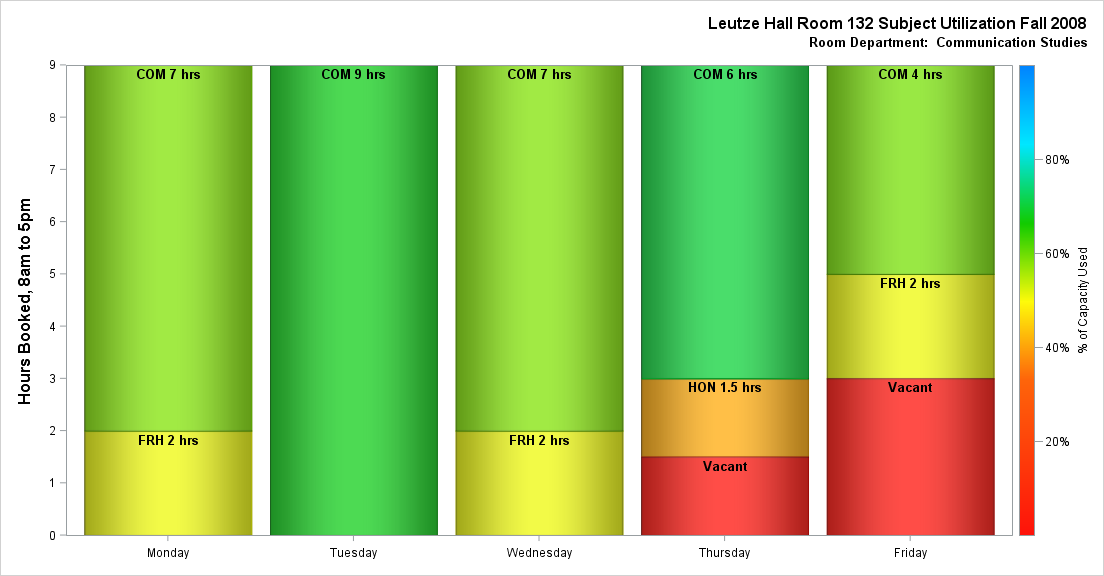 Leutze Hall Room 132 Subject Utilization Fall 2008
Room Department:  Communication Studies
Hours Booked, 8am to 5pm
9
8
7
6
5
4
3
2
1
0
COM 7 hrs
FRH 2 hrs
COM 9 hrs
COM 7 hrs
FRH 2 hrs
COM 6 hrs
HON 1.5 hrs
Vacant
COM 4 hrs
FRH 2 hrs
Vacant
Monday
Tuesday
Wednesday
Thursday
Friday
80%
60%
40%
20%
% of Capacity Used